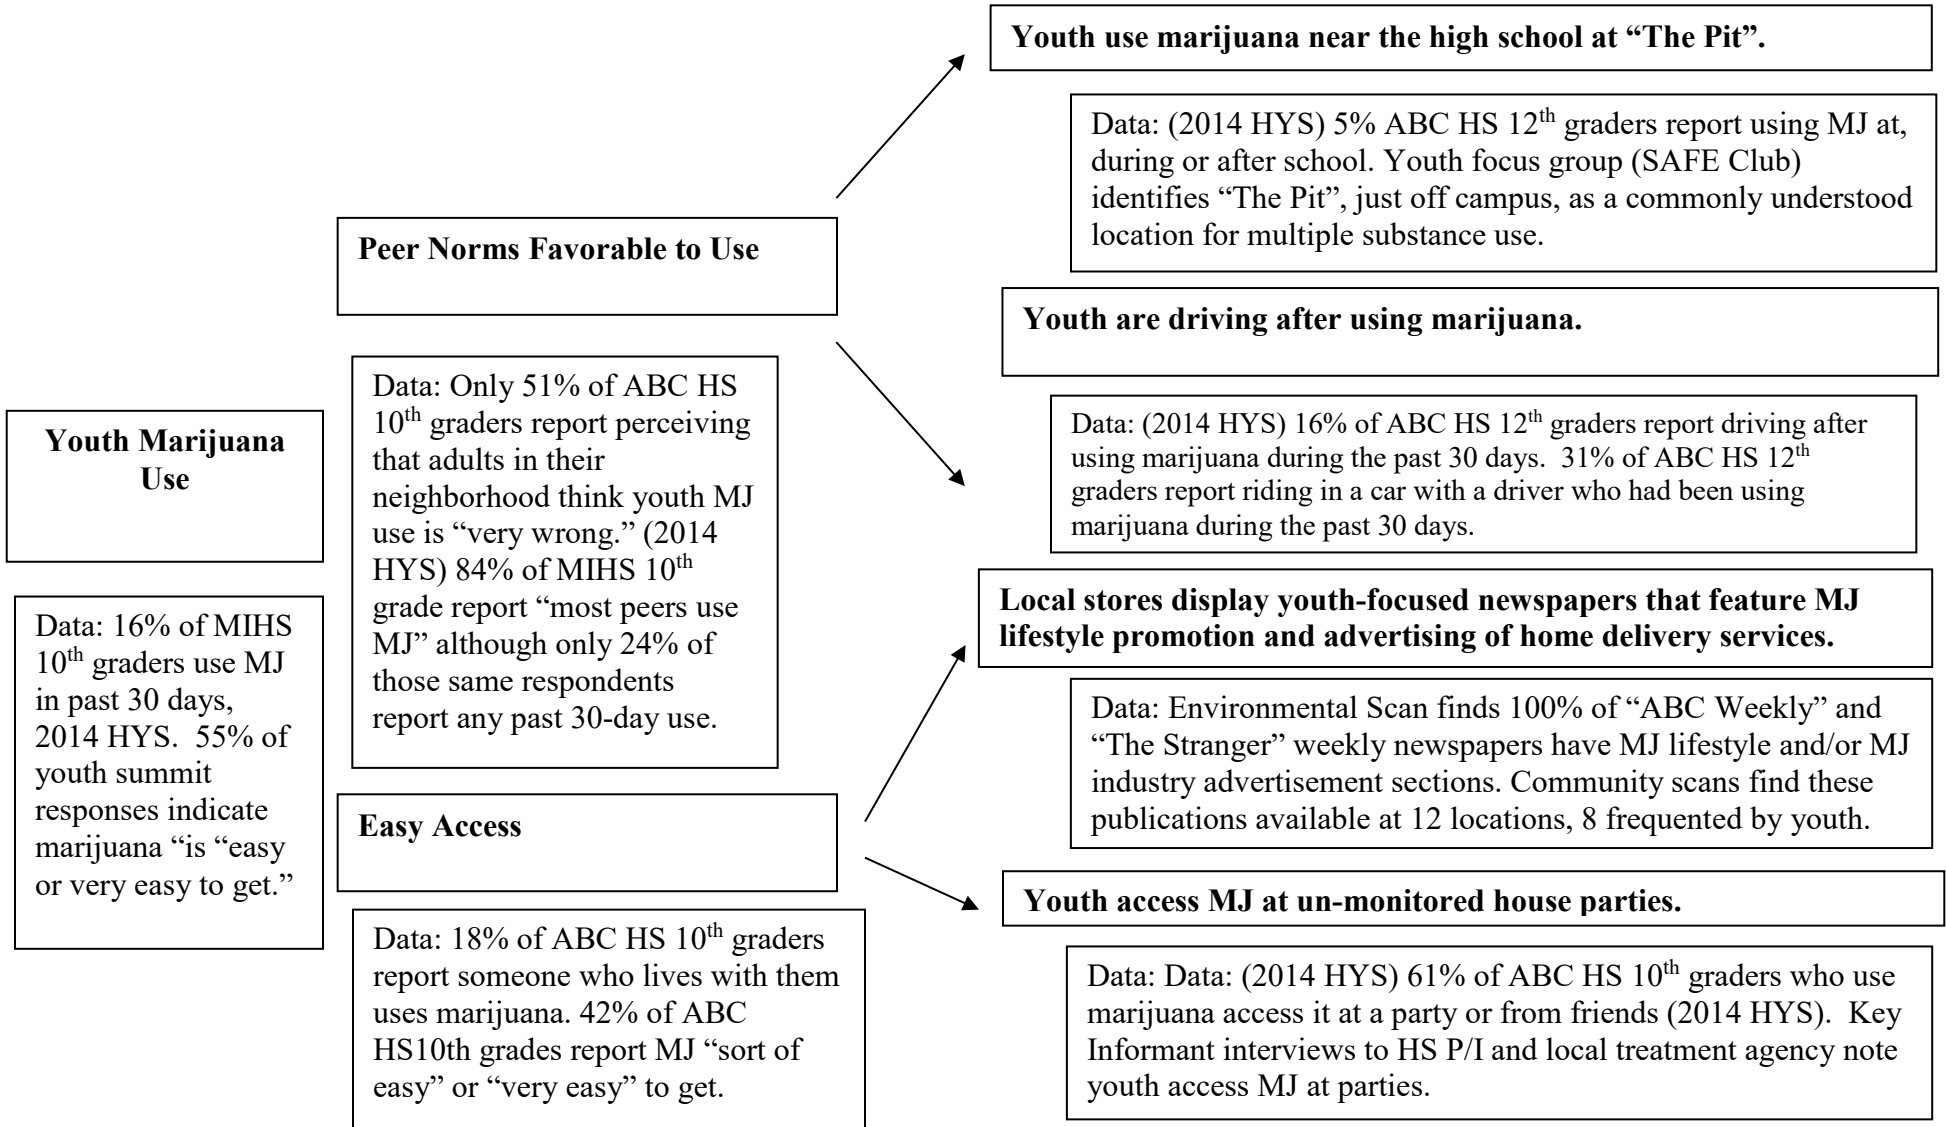 Youth Marijuana
Use
Data: 16% of MIHS
10th graders use MJ
in past 30 days,
2014 HYS.  55% of
youth summit
responses indicate
marijuana “is “easy
or very easy to get.”
Peer Norms Favorable to Use
Data: Only 51% of ABC HS
10th graders report perceiving
that adults in their
neighborhood think youth MJ
use is “very wrong.” (2014
HYS) 84% of MIHS 10th
grade report “most peers use
MJ” although only 24% of
those same respondents
report any past 30-day use.
Easy Access
Data: 18% of ABC HS 10th graders
report someone who lives with them
uses marijuana. 42% of ABC
HS10th grades report MJ “sort of
easy” or “very easy” to get.
Youth use marijuana near the high school at “The Pit”.
Data: (2014 HYS) 5% ABC HS 12th graders report using MJ at,
during or after school. Youth focus group (SAFE Club)
identifies “The Pit”, just off campus, as a commonly understood
location for multiple substance use.
Youth are driving after using marijuana.
Data: (2014 HYS) 16% of ABC HS 12th graders report driving after
using marijuana during the past 30 days.  31% of ABC HS 12th
graders report riding in a car with a driver who had been using
marijuana during the past 30 days.
Local stores display youth-focused newspapers that feature MJ
lifestyle promotion and advertising of home delivery services.
Data: Environmental Scan finds 100% of “ABC Weekly” and
“The Stranger” weekly newspapers have MJ lifestyle and/or MJ
industry advertisement sections. Community scans find these
publications available at 12 locations, 8 frequented by youth.
Youth access MJ at un-monitored house parties.
Data: Data: (2014 HYS) 61% of ABC HS 10th graders who use
marijuana access it at a party or from friends (2014 HYS).  Key
Informant interviews to HS P/I and local treatment agency note
youth access MJ at parties.